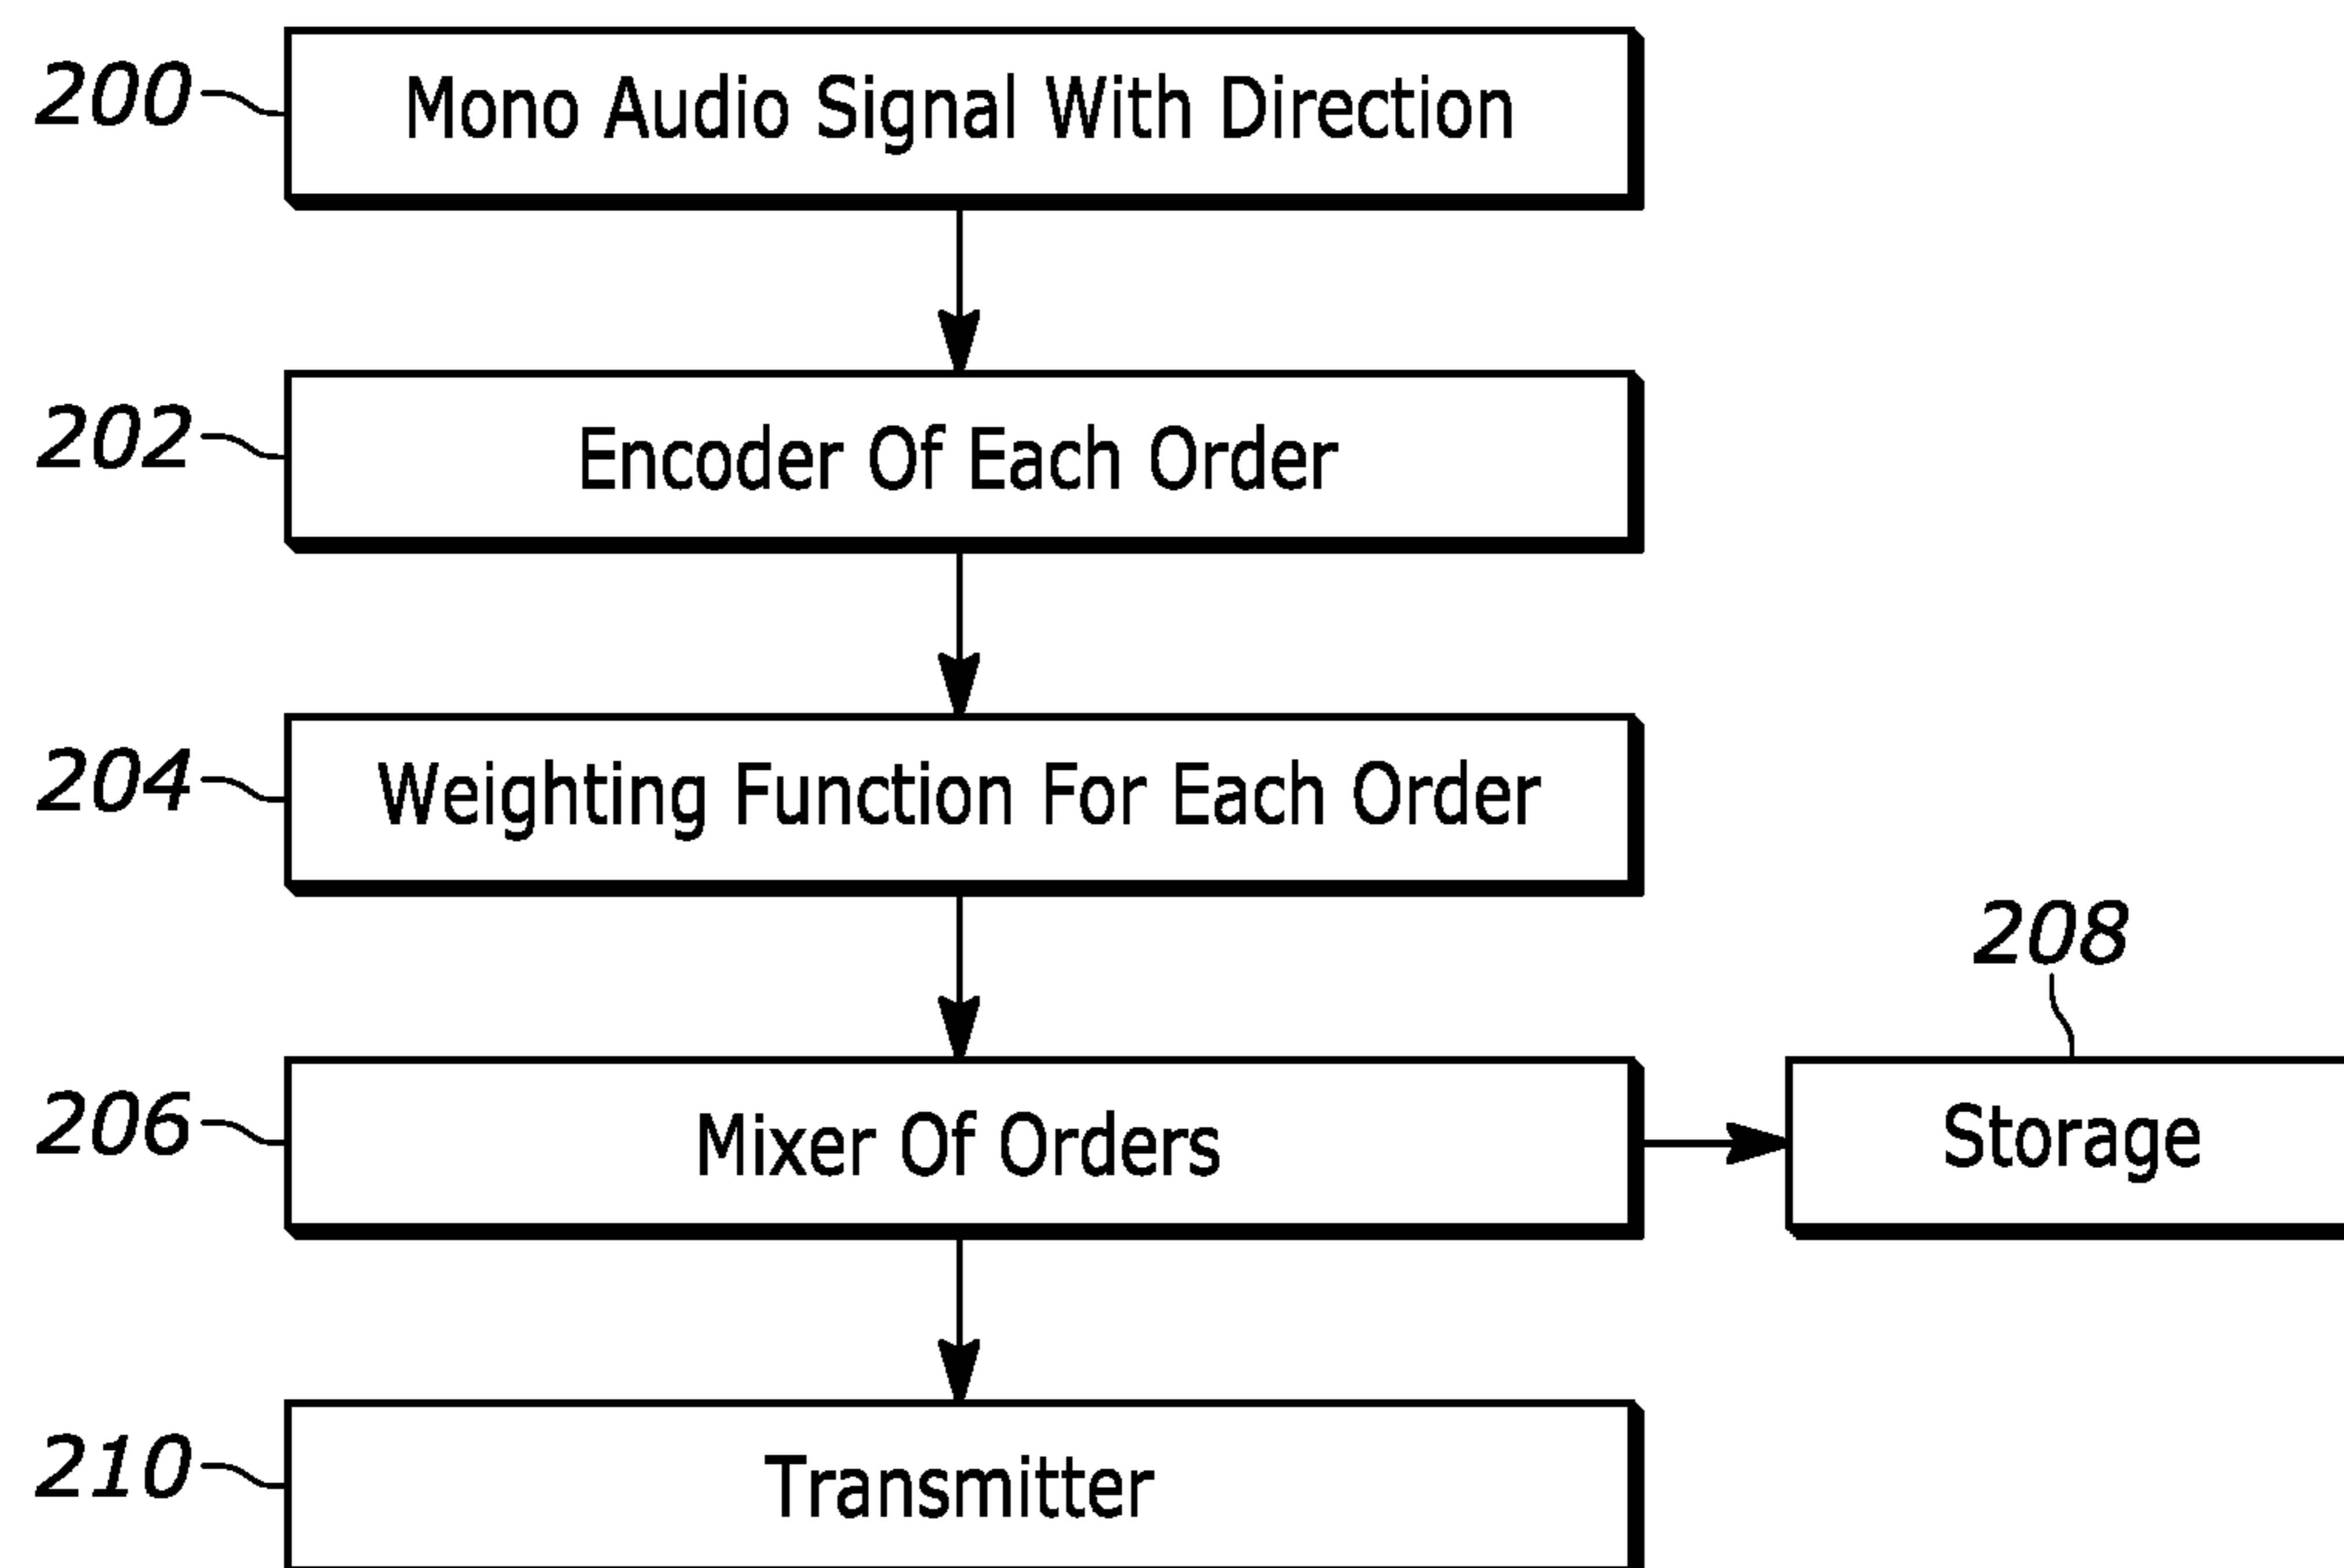 200
Mono Audio Signal With Direction
202
Encoder Of Each Order
204
Weighting Function For Each Order
208
206
Mixer Of Orders
Storage
210
Transmitter